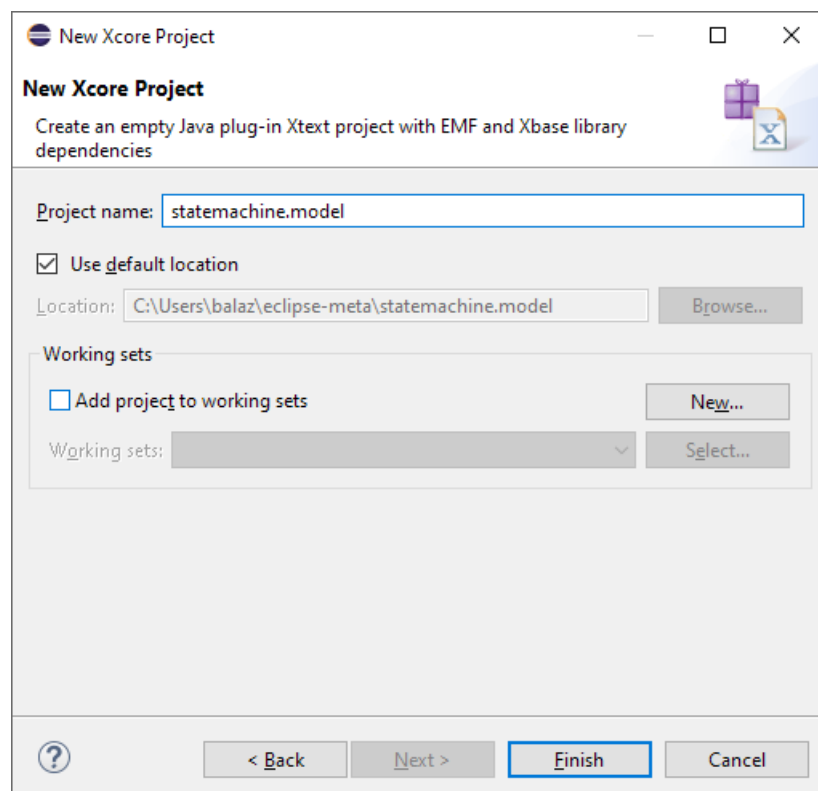 New Xcore Project
New Xcore Project
Create an empty Java plug-in Xtext project with EMF and Xbase library
dependencies
Project name: statemachine.model
Use default location
Location: C:\Users\balaz\eclipse-meta\statemachine.model Browse...
Working sets
Add project to working sets New...
Working sets: Select...
? < Back Next > Finish Cancel